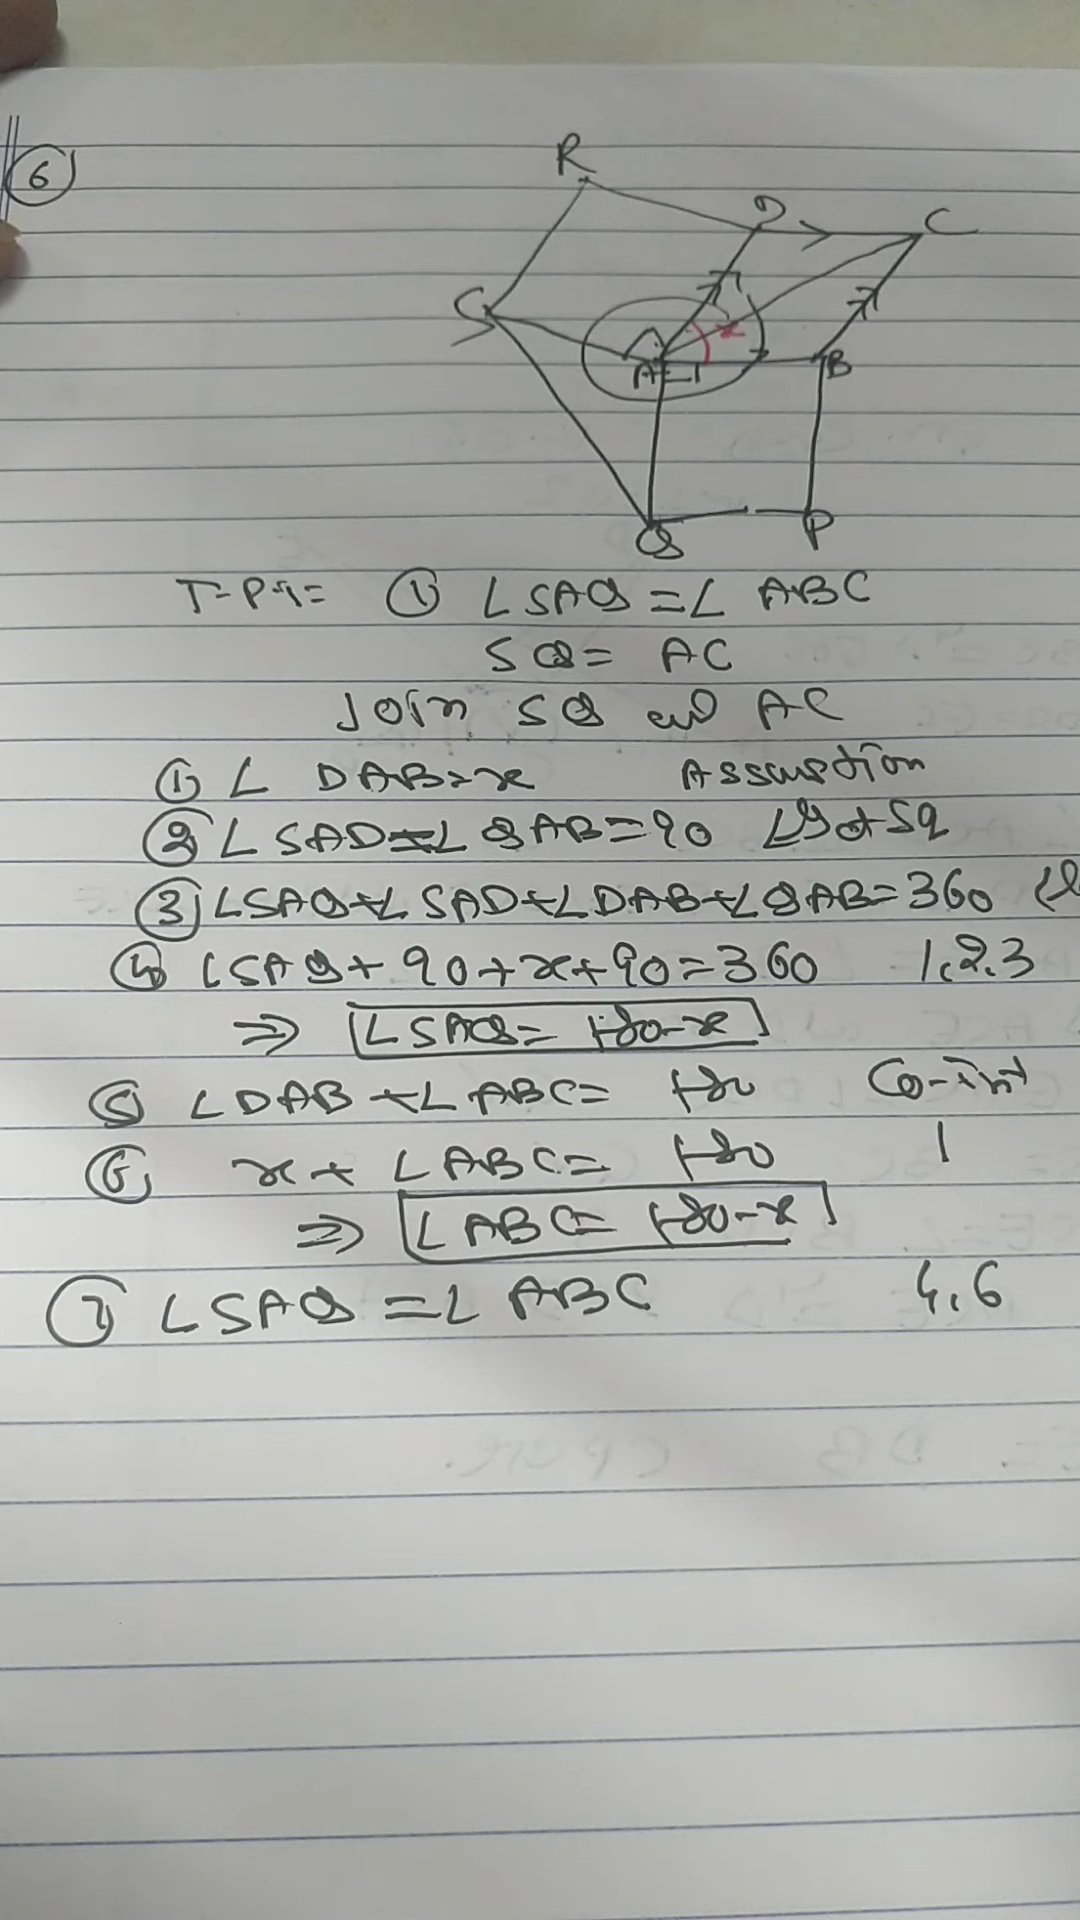 6
R
D C
S x
A B
Q P
T.P.T= ① ∠SAQ = ∠ ABC
SQ = AC
Join SQ and AC
① ∠ DAB = x Assumption
② ∠SAD = ∠QAB = 90 ∠s of sq
③ ∠SAQ + ∠SAD + ∠DAB + ∠QAB = 360
④ ∠SAQ + 90 + x + 90 = 360 1,2,3
⇒ ∠SAQ = 180 - x
⑤ ∠DAB + ∠ABC = 180 Co-int
⑥ x + ∠ABC = 180 1
⇒ ∠ABC = 180 - x
⑦ ∠SAQ = ∠ ABC 4,6